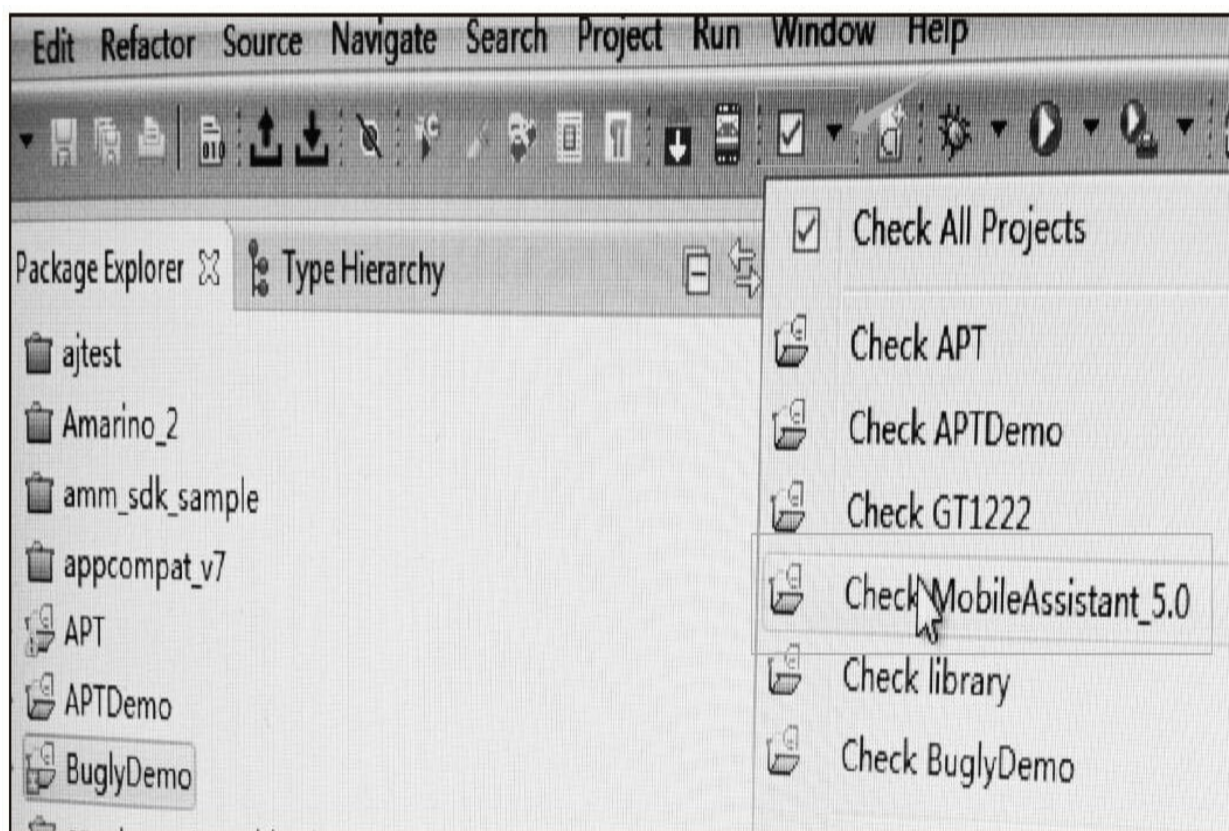 Edit Refactor Source Navigate Search Project Run Window Help
010
Package Explorer
Type Hierarchy
ajtest
Amarino_2
amm_sdk_sample
appcompat_v7
APT
APTDemo
BuglyDemo
Check All Projects
Check APT
Check APTDemo
Check GT1222
Check MobileAssistant_5.0
Check library
Check BuglyDemo